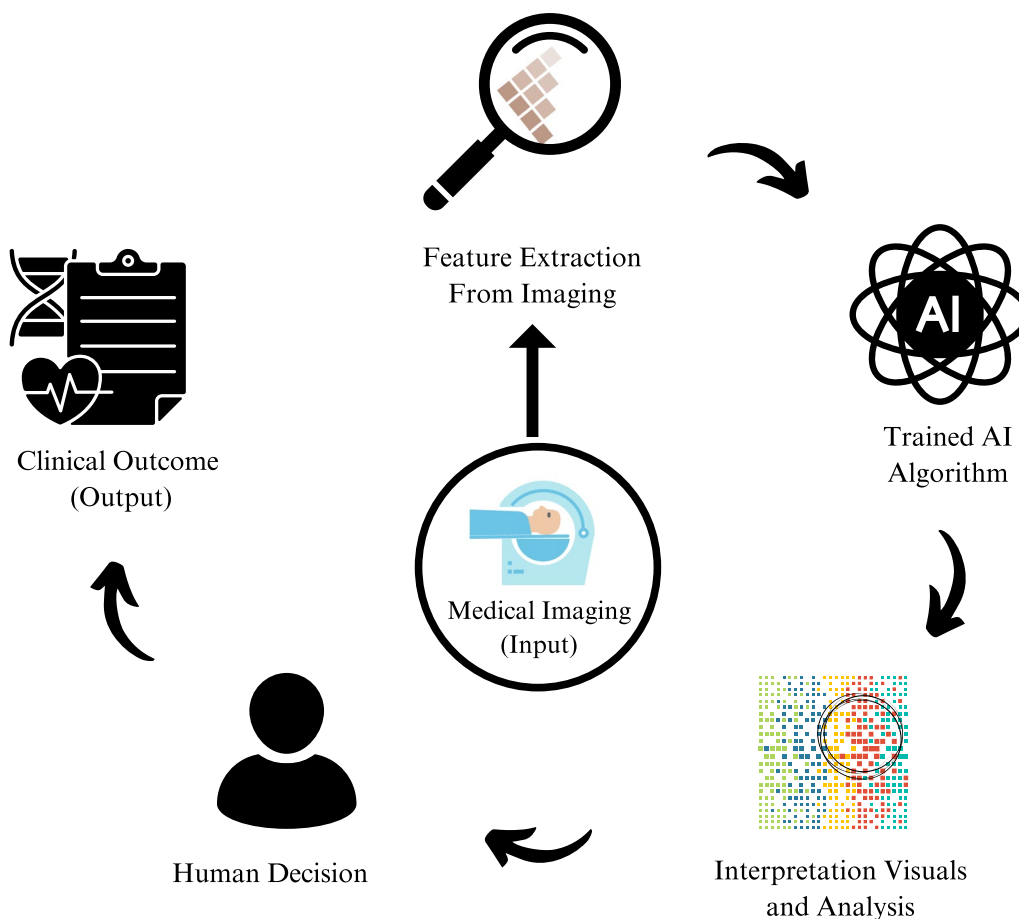 Feature Extraction
From Imaging
AI
Trained AI
Algorithm
Interpretation Visuals
and Analysis
Human Decision
Clinical Outcome
(Output)
Medical Imaging
(Input)